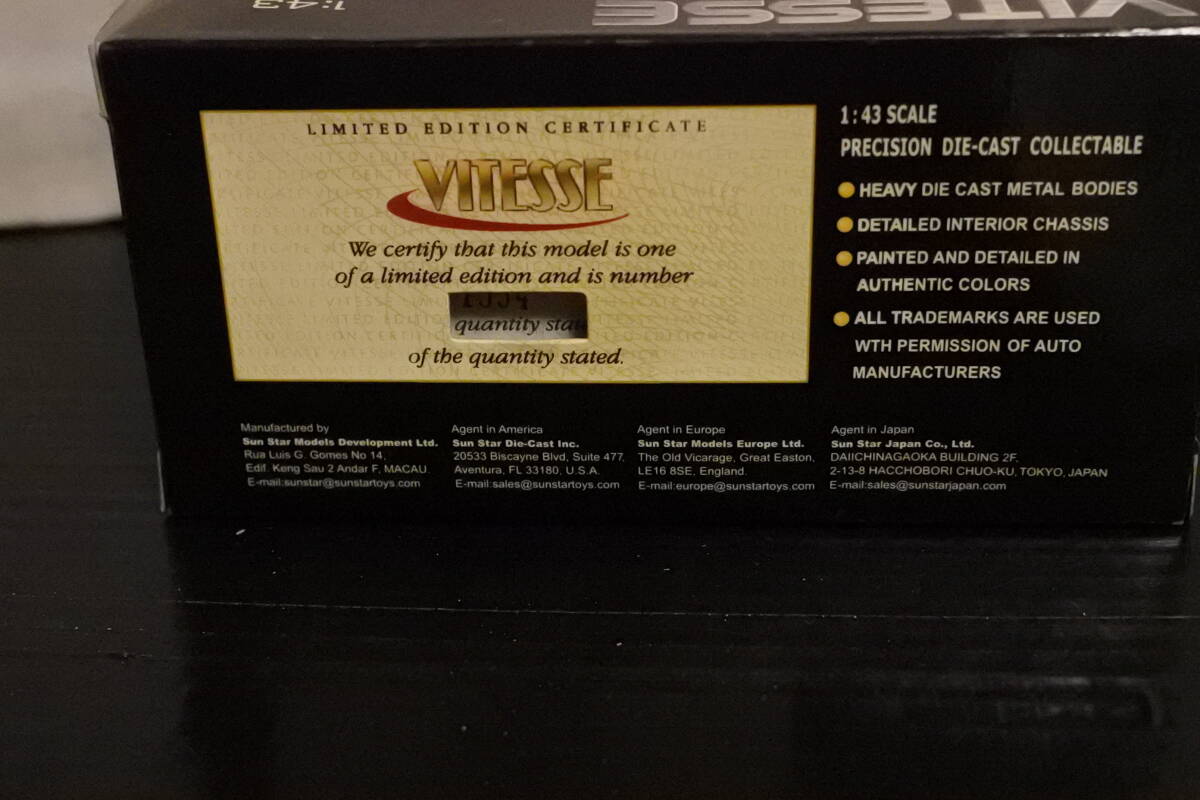 1:43
VITESSE
LIMITED EDITION CERTIFICATE
VITESSE
We certify that this model is one
of a limited edition and is number
quantity stat
of the quantity stated.
1:43 SCALE
PRECISION DIE-CAST COLLECTABLE
HEAVY DIE CAST METAL BODIES
DETAILED INTERIOR CHASSIS
PAINTED AND DETAILED IN
AUTHENTIC COLORS
ALL TRADEMARKS ARE USED
WTH PERMISSION OF AUTO
MANUFACTURERS
Manufactured by
Sun Star Models Development Ltd.
Rua Luis G. Gomes No 14,
Edif. Keng Sau 2 Andar F, MACAU.
E-mail:sunstar@sunstartoys.com
Agent in America
Sun Star Die-Cast Inc.
20533 Biscayne Blvd, Suite 477,
Aventura, FL 33180, U.S.A.
E-mail:sales@sunstartoys.com
Agent in Europe
Sun Star Models Europe Ltd.
The Old Vicarage, Great Easton,
LE16 8SE, England.
E-mail:europe@sunstartoys.com
Agent in Japan
Sun Star Japan Co., Ltd.
DAIICHINAGAOKA BUILDING 2F,
2-13-8 HACCHOBORI CHUO-KU, TOKYO, JAPAN
E-mail:sales@sunstarjapan.com